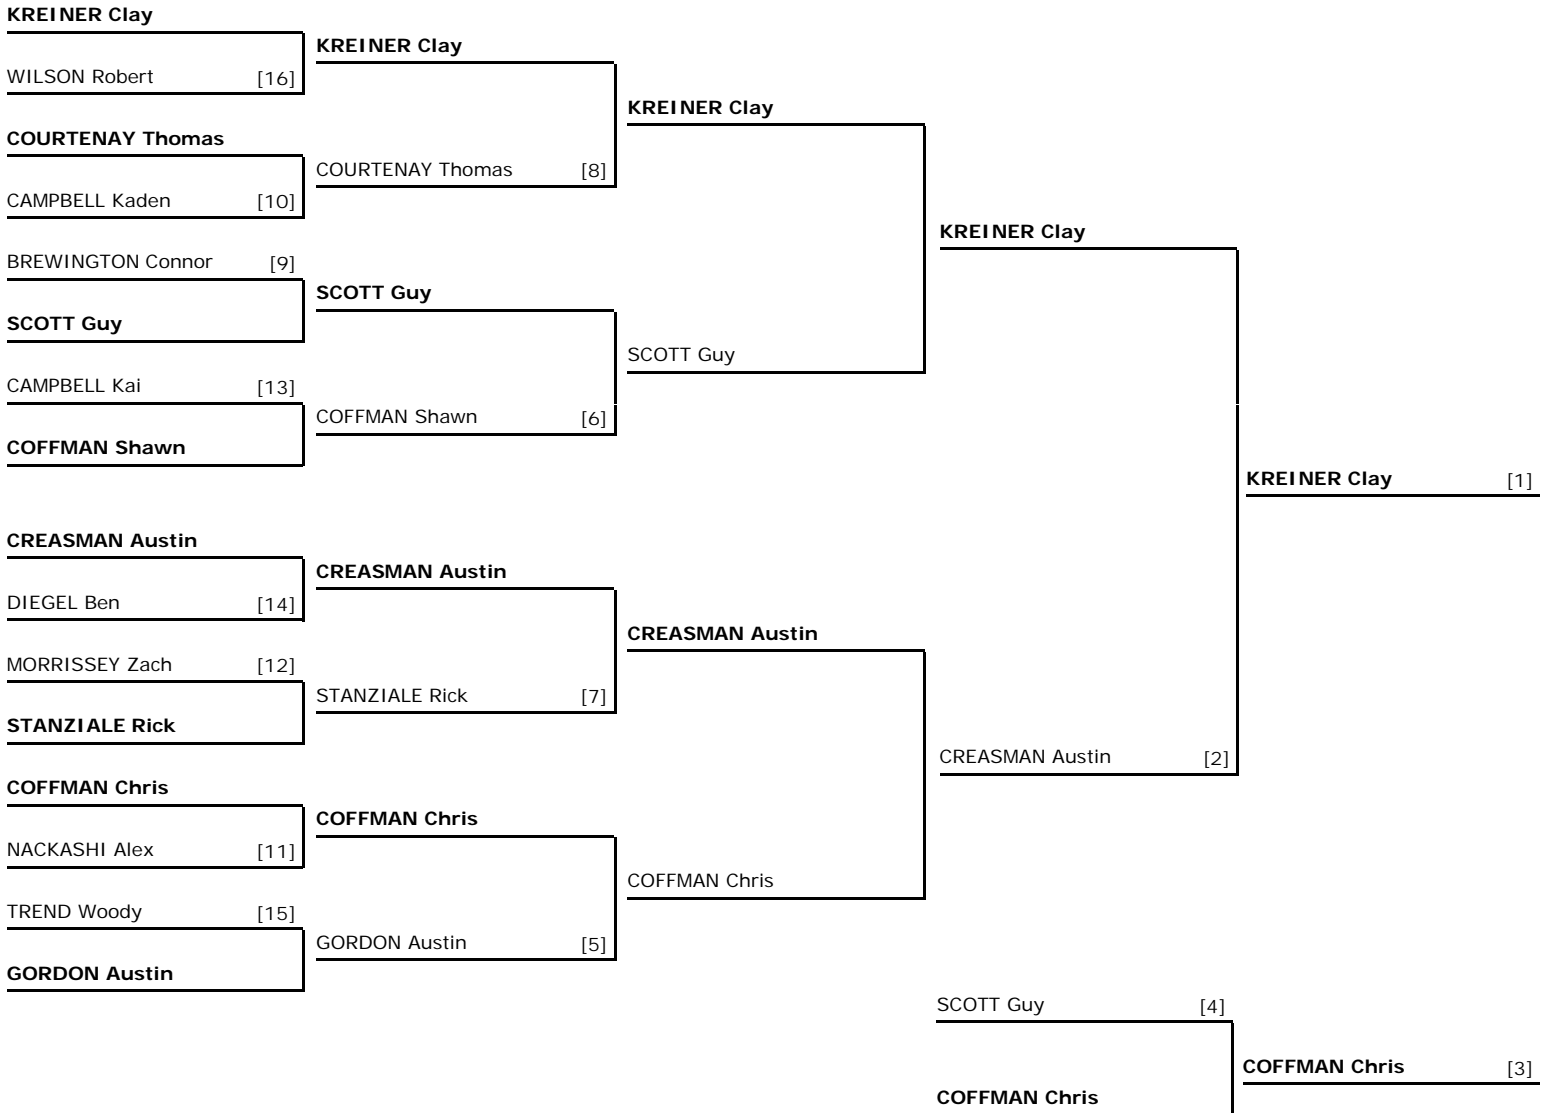 KREINER Clay
WILSON Robert [16]
COURTENAY Thomas
CAMPBELL Kaden [10]
BREWINGTON Connor [9]
SCOTT Guy
CAMPBELL Kai [13]
COFFMAN Shawn
CREASMAN Austin
DIEGEL Ben [14]
MORRISSEY Zach [12]
STANZIALE Rick
COFFMAN Chris
NACKASHI Alex [11]
TREND Woody [15]
GORDON Austin
KREINER Clay
COURTENAY Thomas [8]
SCOTT Guy
COFFMAN Shawn [6]
CREASMAN Austin
STANZIALE Rick [7]
COFFMAN Chris
GORDON Austin [5]
KREINER Clay
SCOTT Guy
CREASMAN Austin
COFFMAN Chris
KREINER Clay
CREASMAN Austin [2]
KREINER Clay [1]
SCOTT Guy [4]
COFFMAN Chris
COFFMAN Chris [3]